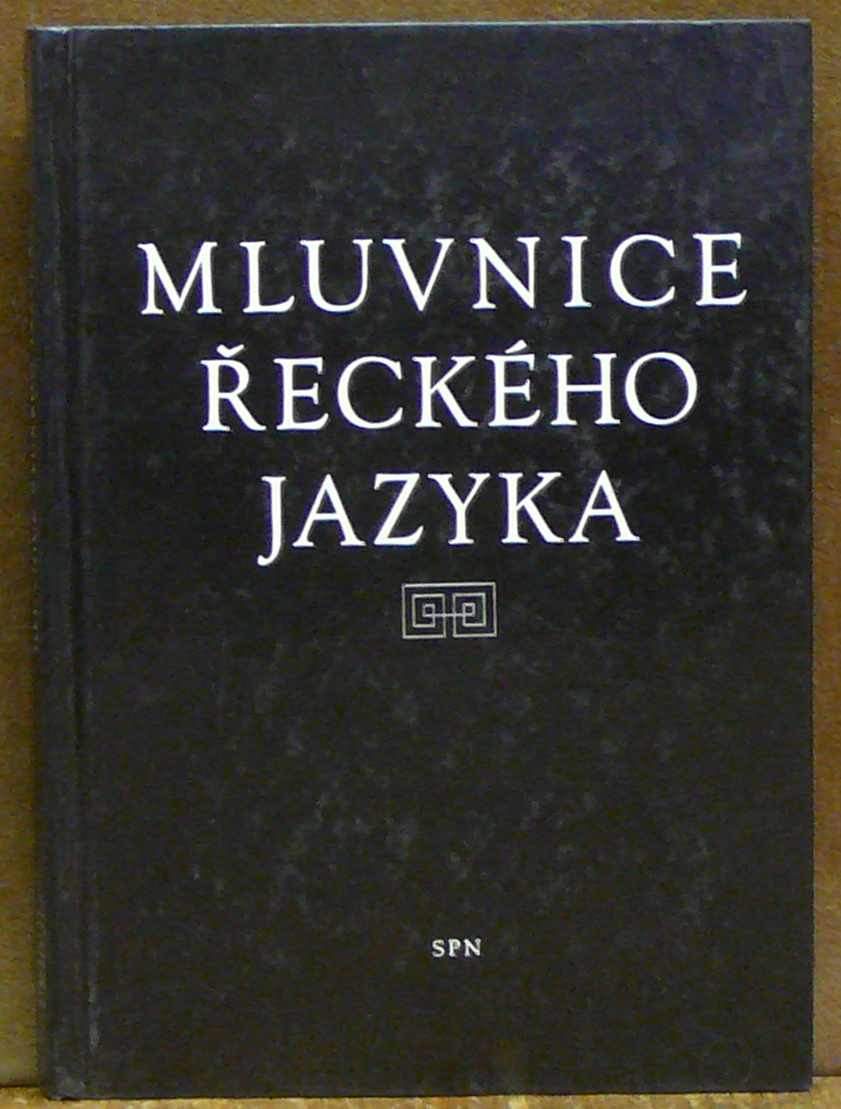 MLUVNICE
ŘECKÉHO
JAZYKA
SPN